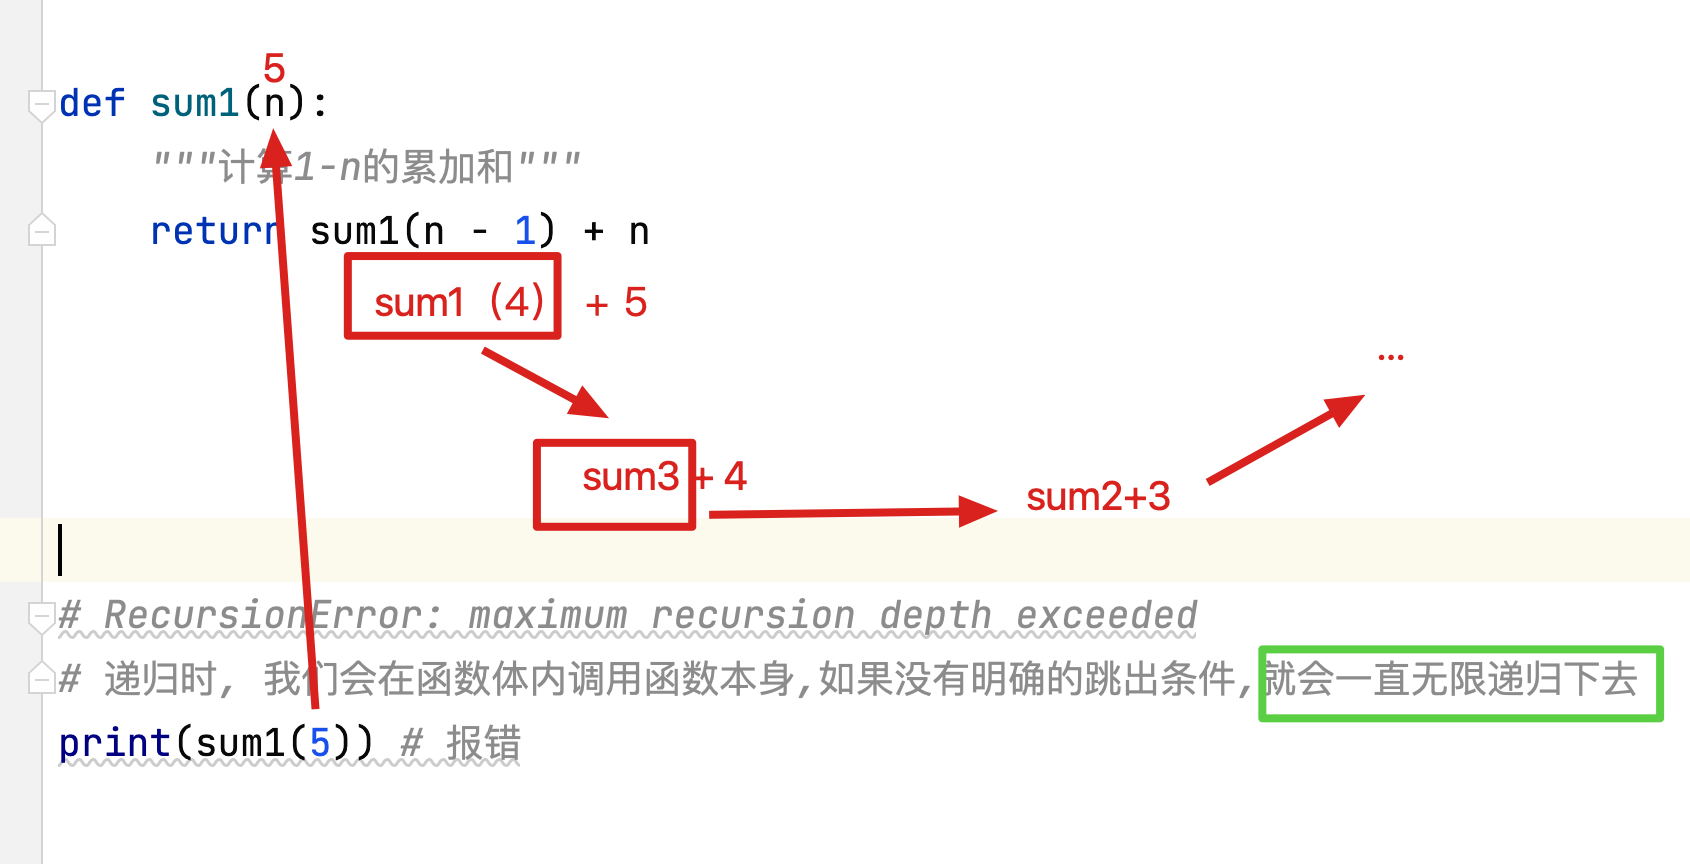 5
def sum1(n):
"""计算1-n的累加和"""
return sum1(n - 1) + n
sum1 (4) + 5
...
sum3 + 4
sum2+3
# RecursionError: maximum recursion depth exceeded
# 递归时, 我们会在函数体内调用函数本身,如果没有明确的跳出条件,就会一直无限递归下去
print(sum1(5)) # 报错